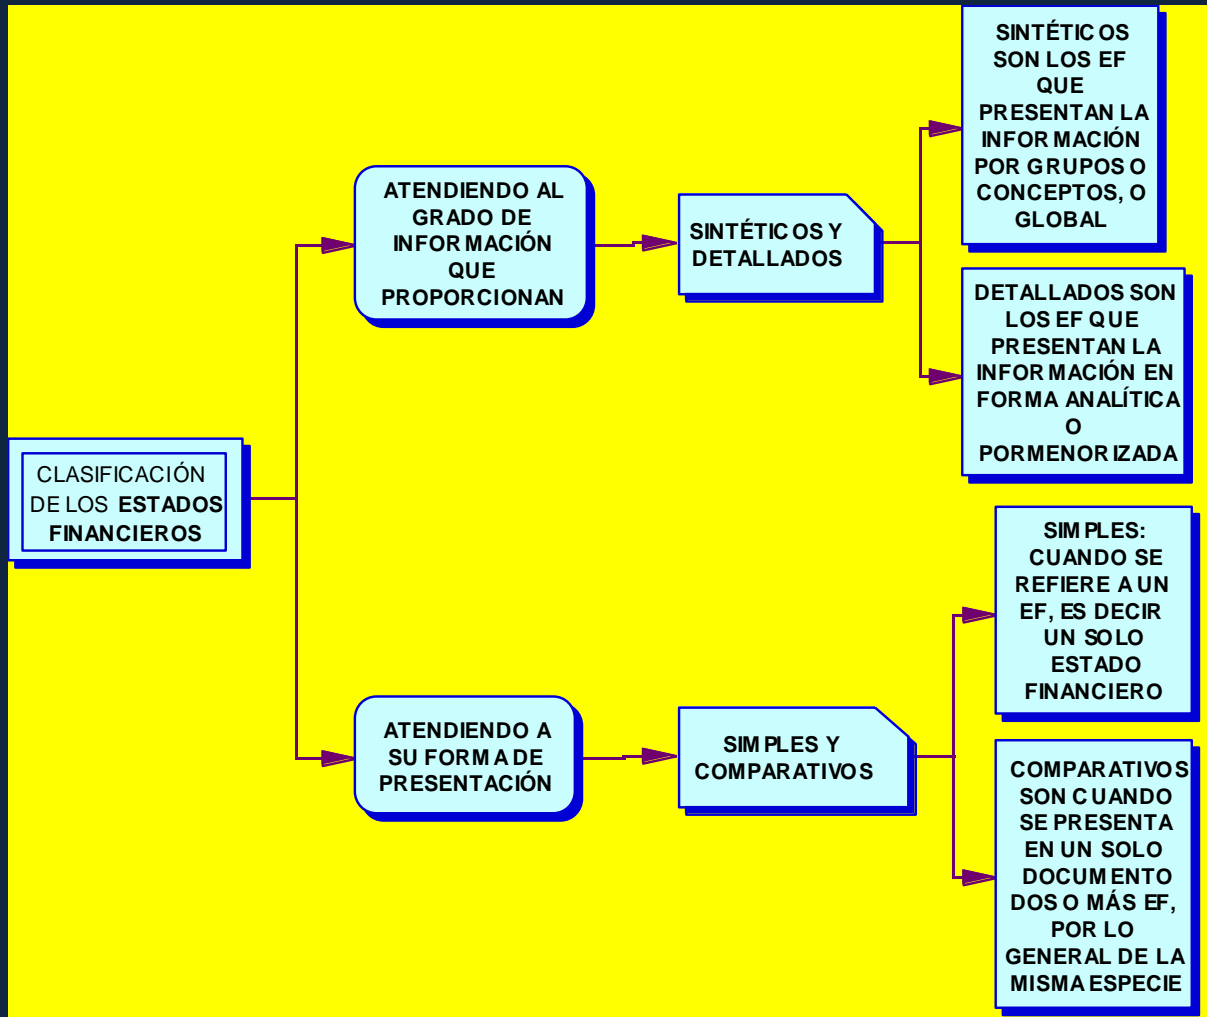 CLASIFICACIÓN
DE LOS ESTADOS
FINANCIEROS
ATENDIENDO AL
GRADO DE
INFORMACIÓN
QUE
PROPORCIONAN
SINTÉTICOS Y
DETALLADOS
SINTÉTICOS
SON LOS EF
QUE
PRESENTAN LA
INFORMACIÓN
POR GRUPOS O
CONCEPTOS, O
GLOBAL
DETALLADOS SON
LOS EF QUE
PRESENTAN LA
INFORMACIÓN EN
FORMA ANALÍTICA
O
PORMENORIZADA
ATENDIENDO A
SU FORMA DE
PRESENTACIÓN
SIMPLES Y
COMPARATIVOS
SIMPLES:
CUANDO SE
REFIERE A UN
EF, ES DECIR
UN SOLO
ESTADO
FINANCIERO
COMPARATIVOS
SON CUANDO
SE PRESENTA
EN UN SOLO
DOCUMENTO
DOS O MÁS EF,
POR LO
GENERAL DE LA
MISMA ESPECIE